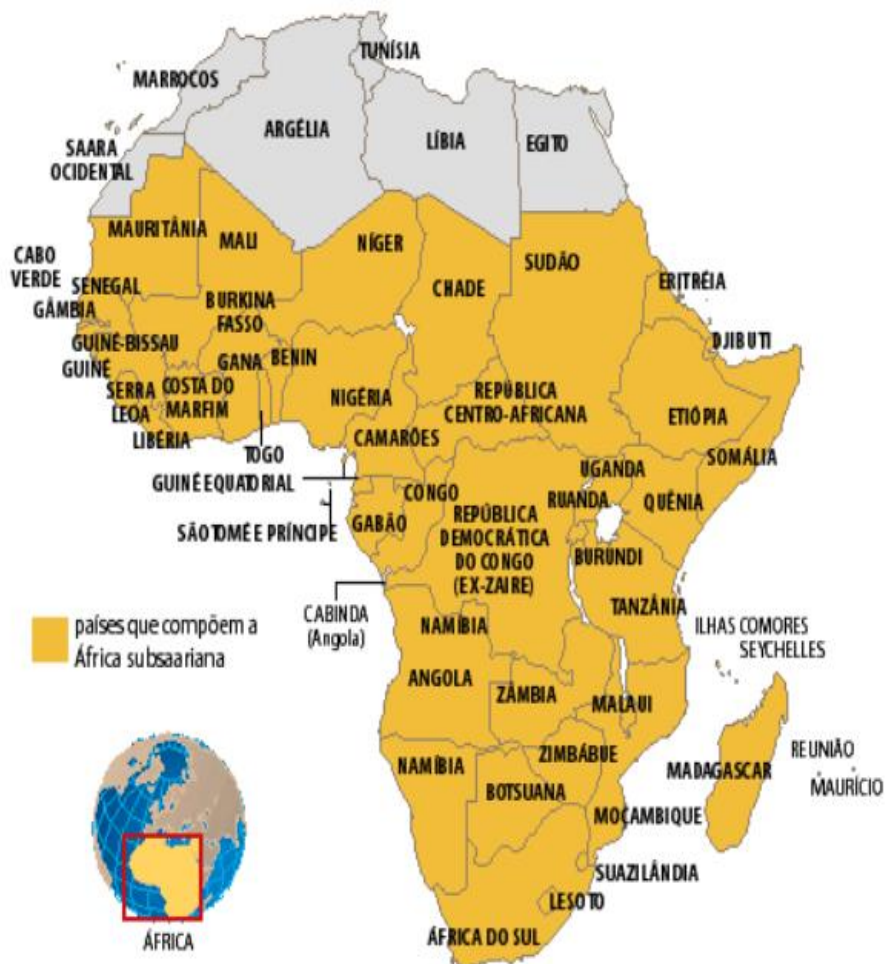 TUNÍSIA
MARROCOS
ARGÉLIA
LÍBIA
EGITO
SAARA
OCIDENTAL
MAURITÂNIA
MALI
NÍGER
CHADE
SUDÃO
ERITRÉIA
CABO
VERDE
SENEGAL
GÂMBIA
BURKINA
FASSO
DJIBUTI
GUINÉ-BISSAU
GUINÉ
GANA
BENIN
NIGÉRIA
SERRA
LEOA
COSTA DO
MARFIM
LIBÉRIA
REPÚBLICA
CENTRO-AFRICANA
ETIÓPIA
SOMÁLIA
CAMARÕES
TOGO
GUINÉ EQUATORIAL
UGANDA
RUANDA
QUÊNIA
CONGO
GABÃO
SÃO TOMÉ E PRÍNCIPE
REPÚBLICA
DEMOCRÁTICA
DO CONGO
(EX-ZAIRE)
BURUNDI
TANZÂNIA
CABINDA
(Angola)
NAMÍBIA
ILHAS COMORES
SEYCHELLES
países que compõem a
África subsaariana
ANGOLA
ZÂMBIA
MALAUI
NAMÍBIA
ZIMBÁBUE
BOTSUANA
MADAGASCAR
REUNIÃO
MAURÍCIO
MOÇAMBIQUE
SUAZILÂNDIA
LESOTO
ÁFRICA DO SUL
ÁFRICA